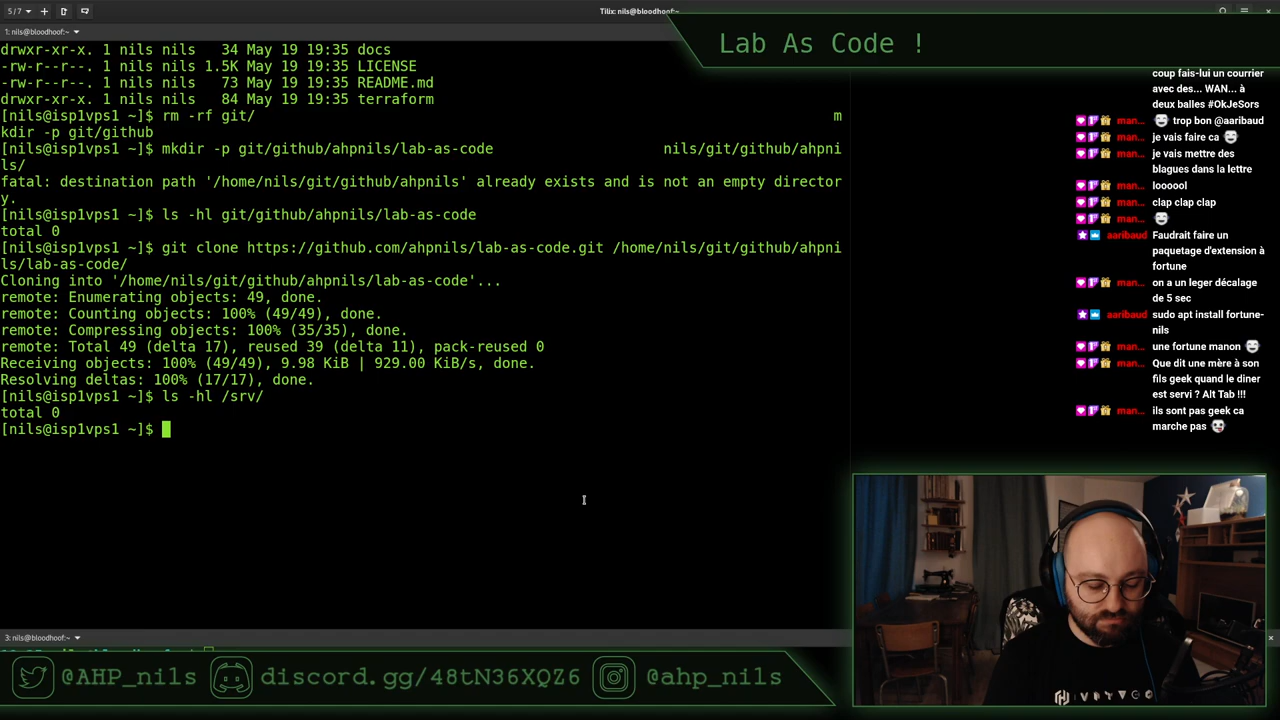 5 / 7
Tilix: nils@bloodhoof:~
1: nils@bloodhoof:~
Lab As Code !
drwxr-xr-x. 1 nils nils   34 May 19 19:35 docs
-rw-r--r--. 1 nils nils 1.5K May 19 19:35 LICENSE
-rw-r--r--. 1 nils nils   73 May 19 19:35 README.md
drwxr-xr-x. 1 nils nils   84 May 19 19:35 terraform
[nils@isp1vps1 ~]$ rm -rf git/ m
kdir -p git/github
[nils@isp1vps1 ~]$ mkdir -p git/github/ahpnils/lab-as-code nils/git/github/ahpni
ls/
fatal: destination path '/home/nils/git/github/ahpnils' already exists and is not an empty director
y.
[nils@isp1vps1 ~]$ ls -hl git/github/ahpnils/lab-as-code
total 0
[nils@isp1vps1 ~]$ git clone https://github.com/ahpnils/lab-as-code.git /home/nils/git/github/ahpni
ls/lab-as-code/
Cloning into '/home/nils/git/github/ahpnils/lab-as-code'...
remote: Enumerating objects: 49, done.
remote: Counting objects: 100% (49/49), done.
remote: Compressing objects: 100% (35/35), done.
remote: Total 49 (delta 17), reused 39 (delta 11), pack-reused 0
Receiving objects: 100% (49/49), 9.98 KiB | 929.00 KiB/s, done.
Resolving deltas: 100% (17/17), done.
[nils@isp1vps1 ~]$ ls -hl /srv/
total 0
[nils@isp1vps1 ~]$
coup fais-lui un courrier
avec des... WAN... à
deux balles #OkJeSors
man... trop bon @aaribaud
man... je vais faire ca
man... je vais mettre des
blagues dans la lettre
man... loooool
man... clap clap clap
man...
aaribaud Faudrait faire un
paquetage d'extension à
fortune
man... on a un leger décalage
de 5 sec
aaribaud sudo apt install fortune-
nils
man... une fortune manon
man... Que dit une mère à son
fils geek quand le diner
est servi ? Alt Tab !!!
man... ils sont pas geek ca
marche pas
3: nils@bloodhoof:~
@AHP_nils
discord.gg/48tN36XQZ6
@ahp_nils